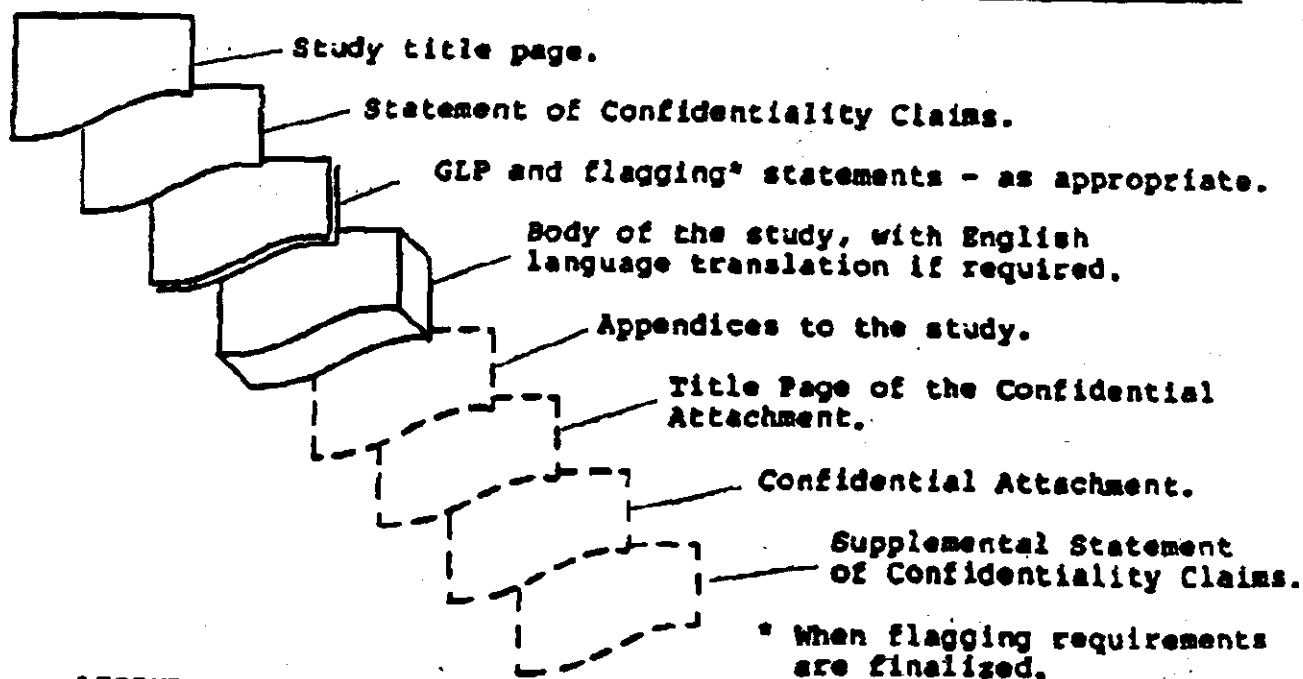 Study title page.
Statement of Confidentiality Claims.
GLP and flagging* statements - as appropriate.
Body of the study, with English
language translation if required.
Appendices to the study.
Title Page of the Confidential
Attachment.
Confidential Attachment.
Supplemental Statement
of Confidentiality Claims.
* When flagging requirements
are finalized.